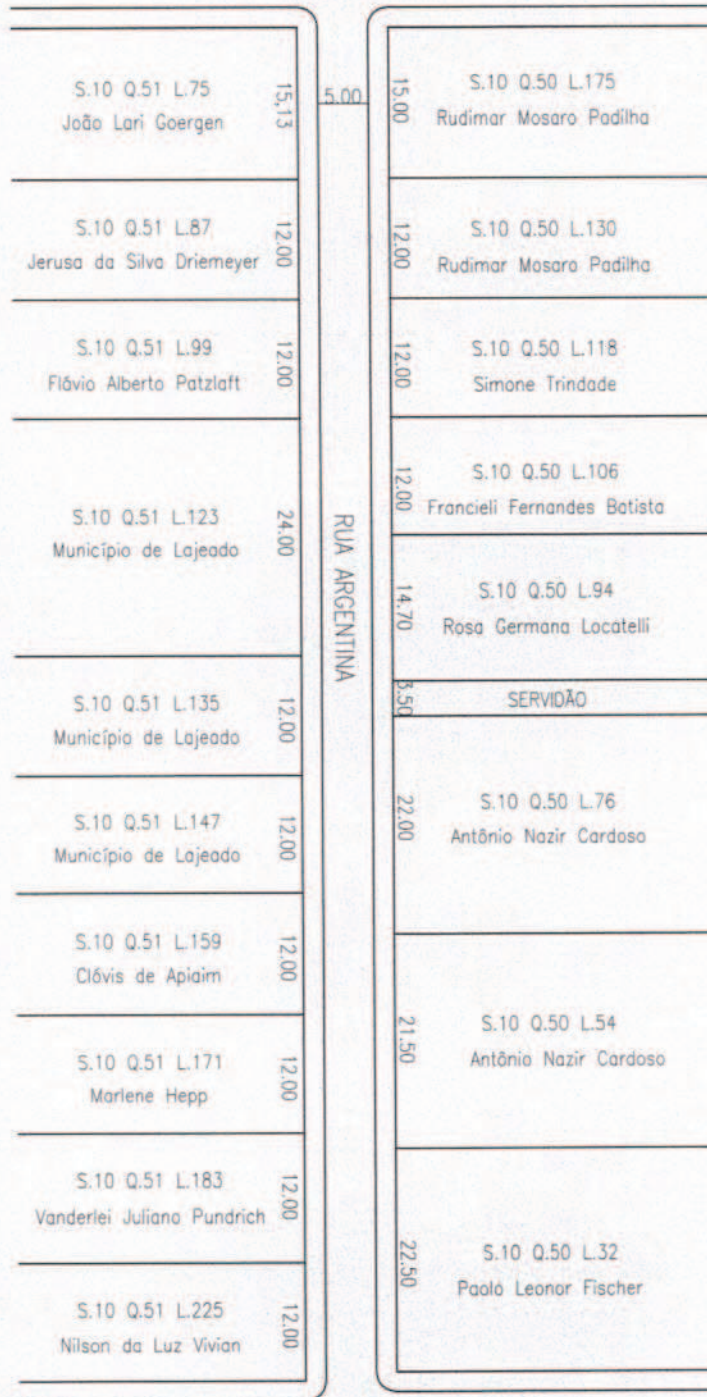 S.10 Q.51 L.75
João Lari Goergen
15,13
S.10 Q.51 L.87
Jerusa da Silva Driemeyer
12.00
S.10 Q.51 L.99
Flávio Alberto Patzlaft
12.00
S.10 Q.51 L.123
Município de Lajeado
24.00
S.10 Q.51 L.135
Município de Lajeado
12.00
S.10 Q.51 L.147
Município de Lajeado
12.00
S.10 Q.51 L.159
Clóvis de Apiaim
12.00
S.10 Q.51 L.171
Marlene Hepp
12.00
S.10 Q.51 L.183
Vanderlei Juliano Pundrich
12.00
S.10 Q.51 L.225
Nilson da Luz Vivian
12.00
5.00
RUA ARGENTINA
15.00
S.10 Q.50 L.175
Rudimar Mosaro Padilha
12.00
S.10 Q.50 L.130
Rudimar Mosaro Padilha
12.00
S.10 Q.50 L.118
Simone Trindade
12.00
S.10 Q.50 L.106
Francieli Fernandes Batista
14.70
S.10 Q.50 L.94
Rosa Germana Locatelli
3.50
SERVIDÃO
22.00
S.10 Q.50 L.76
Antônio Nazir Cardoso
21.50
S.10 Q.50 L.54
Antônio Nazir Cardoso
22.50
S.10 Q.50 L.32
Paolo Leonor Fischer